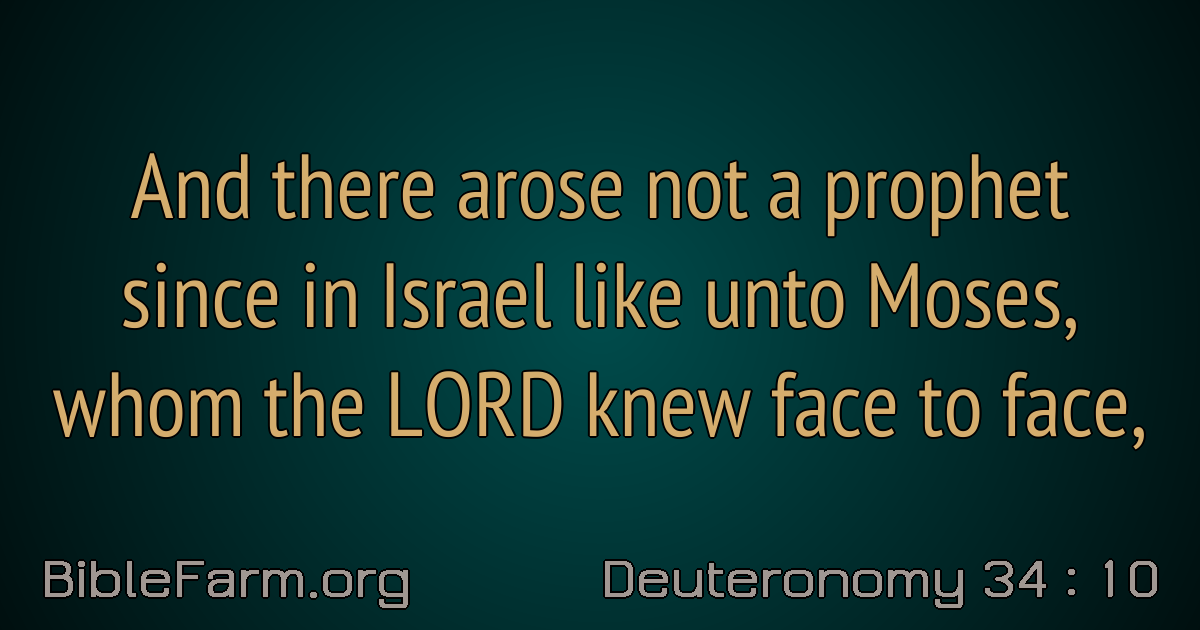 And there arose not a prophet
since in Israel like unto Moses,
whom the LORD knew face to face,
BibleFarm.org
Deuteronomy 34 : 10